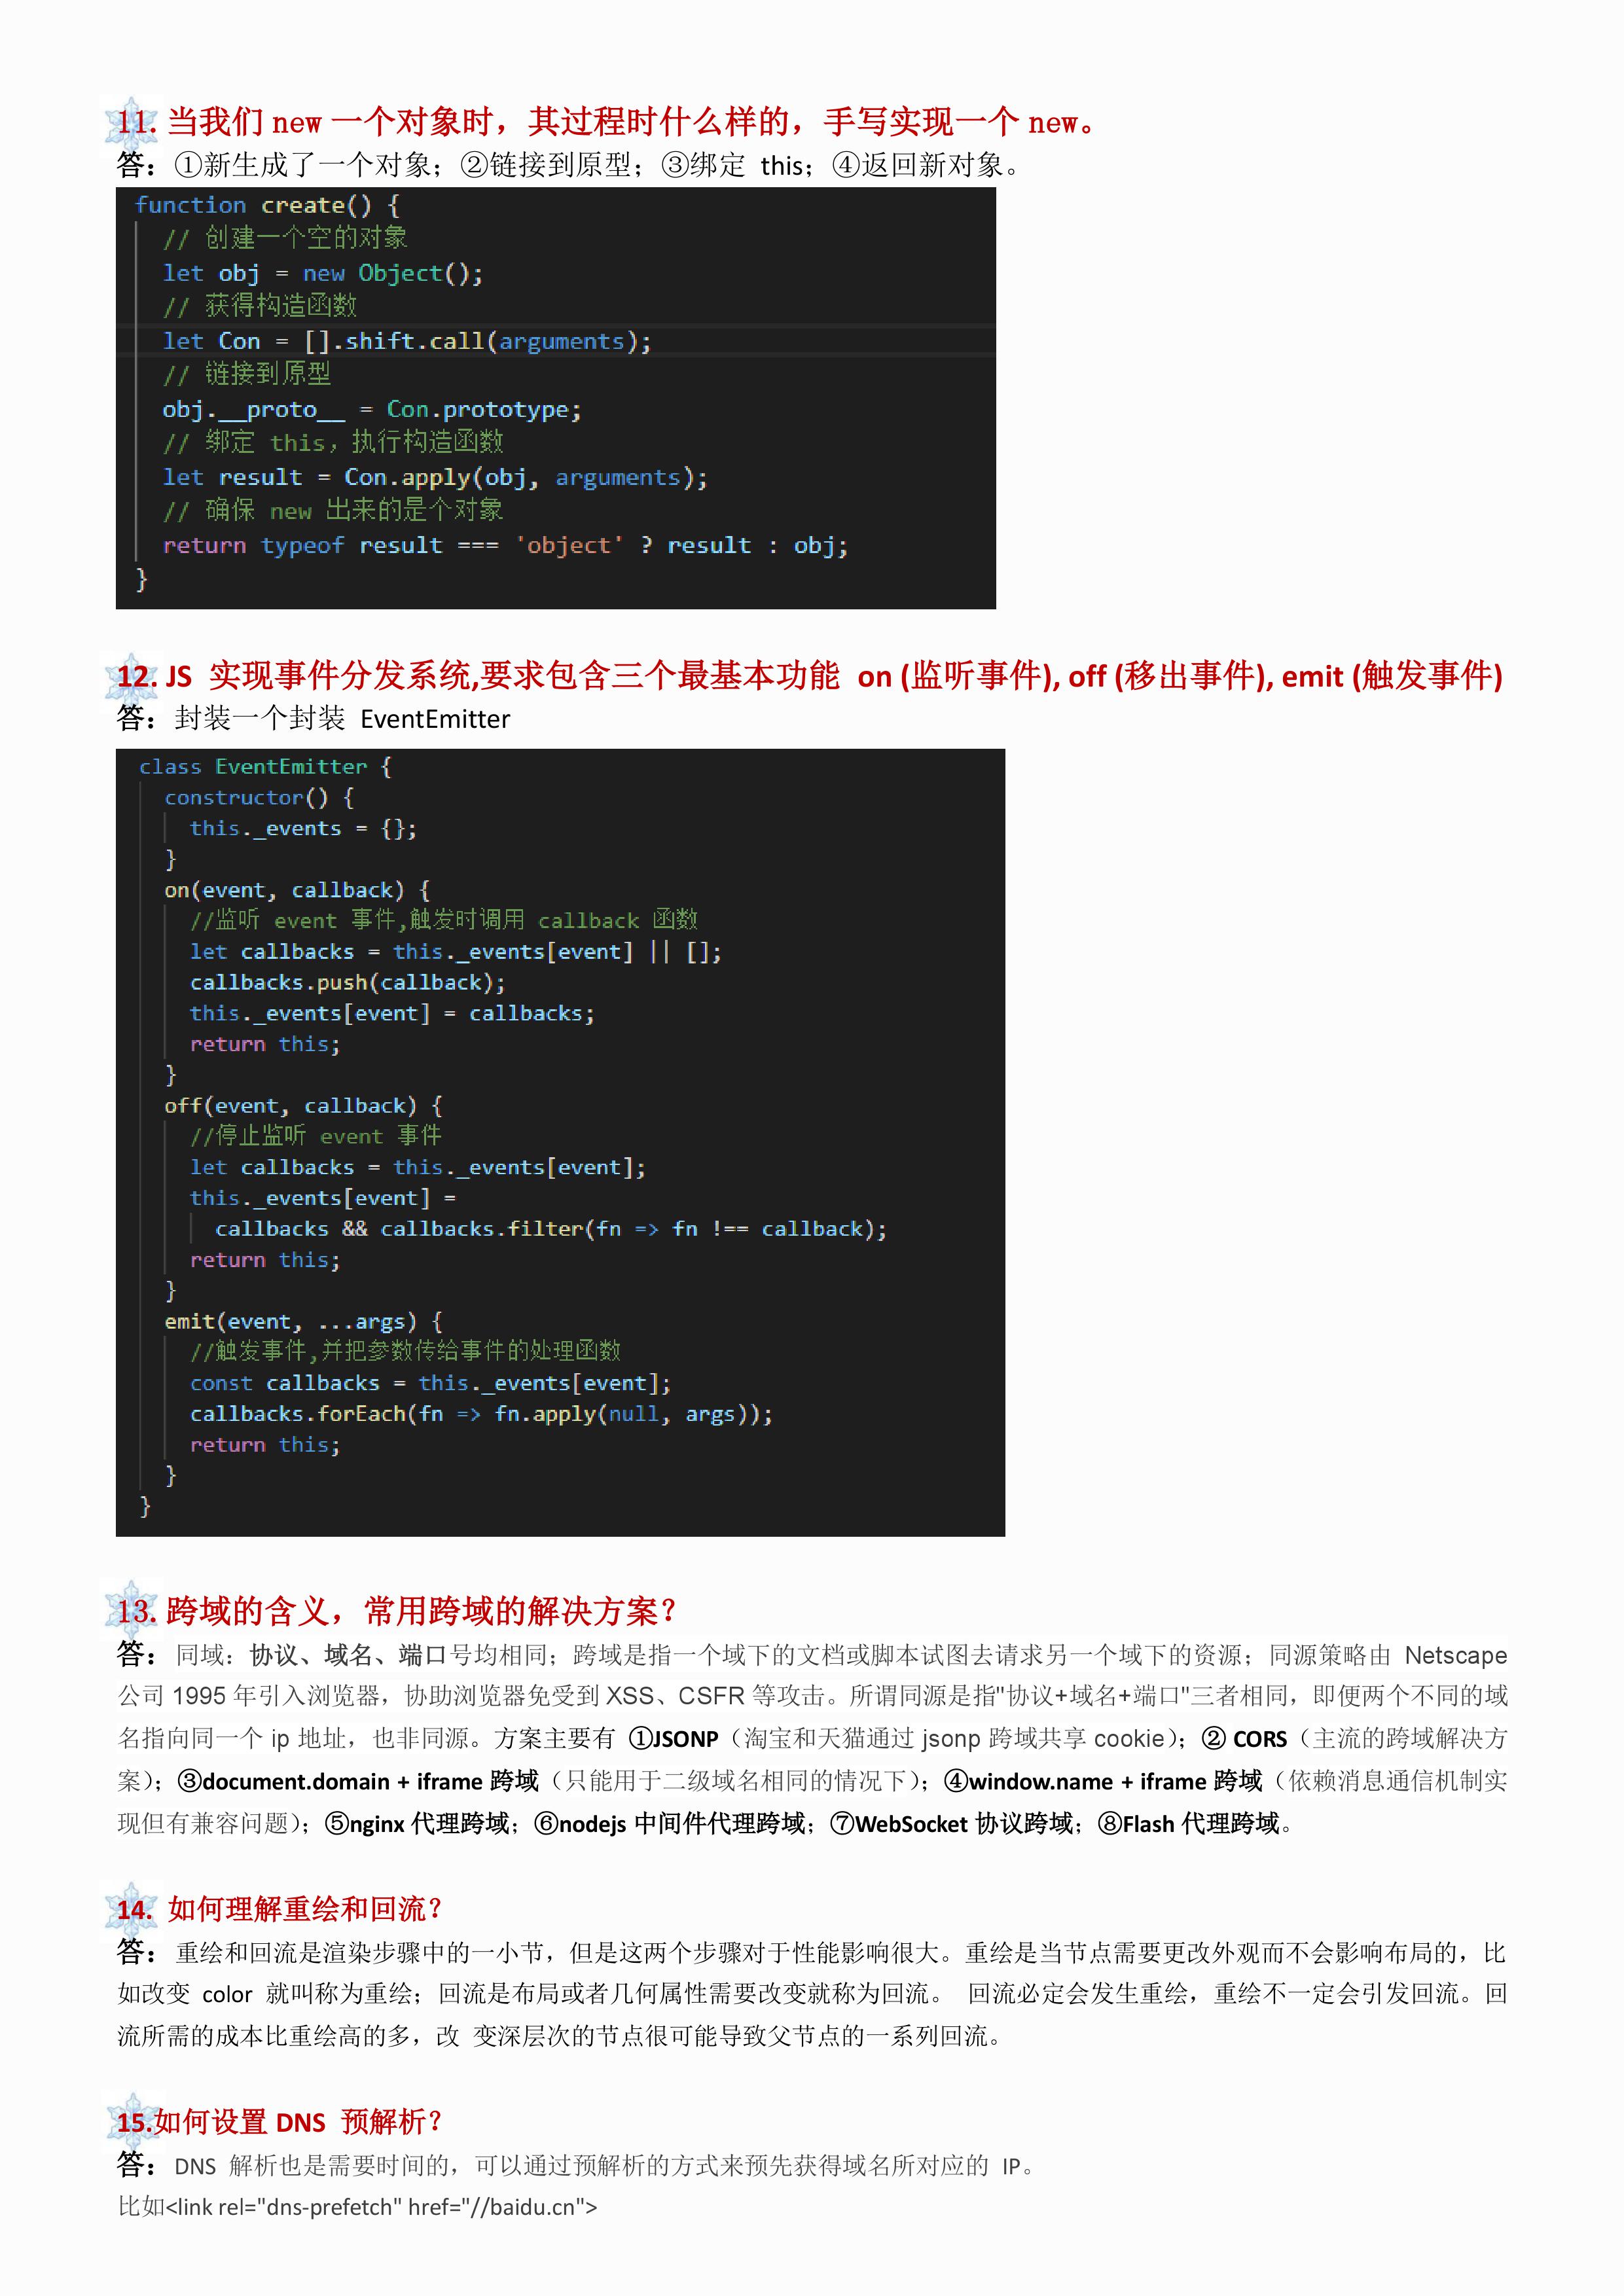 11. 当我们 new 一个对象时，其过程时什么样的，手写实现一个 new。
答：①新生成了一个对象；②链接到原型；③绑定 this；④返回新对象。
function create() {
// 创建一个空的对象
let obj = new Object();
// 获得构造函数
let Con = [].shift.call(arguments);
// 链接到原型
obj.__proto__ = Con.prototype;
// 绑定 this，执行构造函数
let result = Con.apply(obj, arguments);
// 确保 new 出来的是个对象
return typeof result === 'object' ? result : obj;
}
12. JS 实现事件分发系统,要求包含三个最基本功能 on (监听事件), off (移出事件), emit (触发事件)
答：封装一个封装 EventEmitter
class EventEmitter {
constructor() {
this._events = {};
}
on(event, callback) {
//监听 event 事件,触发时调用 callback 函数
let callbacks = this._events[event] || [];
callbacks.push(callback);
this._events[event] = callbacks;
return this;
}
off(event, callback) {
//停止监听 event 事件
let callbacks = this._events[event];
this._events[event] =
callbacks && callbacks.filter(fn => fn !== callback);
return this;
}
emit(event, ...args) {
//触发事件,并把参数传给事件的处理函数
const callbacks = this._events[event];
callbacks.forEach(fn => fn.apply(null, args));
return this;
}
}
13. 跨域的含义，常用跨域的解决方案？
答：同域：协议、域名、端口号均相同；跨域是指一个域下的文档或脚本试图去请求另一个域下的资源；同源策略由 Netscape
公司 1995 年引入浏览器，协助浏览器免受到 XSS、CSFR 等攻击。所谓同源是指"协议+域名+端口"三者相同，即便两个不同的域
名指向同一个 ip 地址，也非同源。方案主要有 ①JSONP（淘宝和天猫通过 jsonp 跨域共享 cookie）；② CORS（主流的跨域解决方
案）；③document.domain + iframe 跨域（只能用于二级域名相同的情况下）；④window.name + iframe 跨域（依赖消息通信机制实
现但有兼容问题）；⑤nginx 代理跨域；⑥nodejs 中间件代理跨域；⑦WebSocket 协议跨域；⑧Flash 代理跨域。
14. 如何理解重绘和回流？
答：重绘和回流是渲染步骤中的一小节，但是这两个步骤对于性能影响很大。重绘是当节点需要更改外观而不会影响布局的，比
如改变 color 就叫称为重绘；回流是布局或者几何属性需要改变就称为回流。 回流必定会发生重绘，重绘不一定会引发回流。回
流所需的成本比重绘高的多，改 变深层次的节点很可能导致父节点的一系列回流。
15.如何设置 DNS 预解析？
答：DNS 解析也是需要时间的，可以通过预解析的方式来预先获得域名所对应的 IP。
比如<link rel="dns-prefetch" href="//baidu.cn">